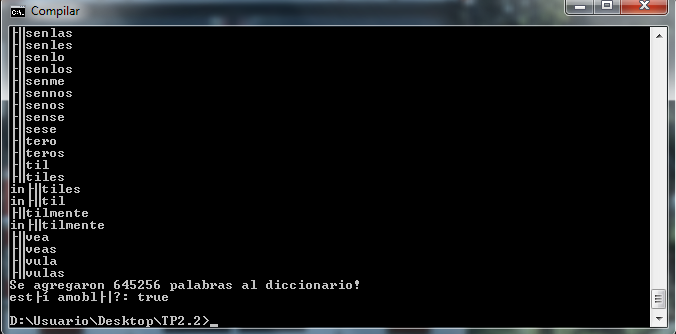 Compilar
├║senlas
├║senles
├║senlo
├║senlos
├║senme
├║sennos
├║senos
├║sense
├║sese
├║tero
├║teros
├║til
├║tiles
in├║tiles
in├║til
├║tilmente
in├║tilmente
├║vea
├║veas
├║vula
├║vulas
Se agregaron 645256 palabras al diccionario!
est├í amobl├│?: true
D:\Usuario\Desktop\TP2.2>_